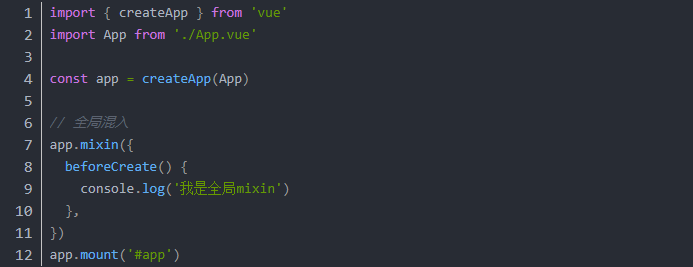 1 import { createApp } from 'vue'
2 import App from './App.vue'
3
4 const app = createApp(App)
5
6 // 全局混入
7 app.mixin({
8   beforeCreate() {
9     console.log('我是全局mixin')
10   },
11 })
12 app.mount('#app')